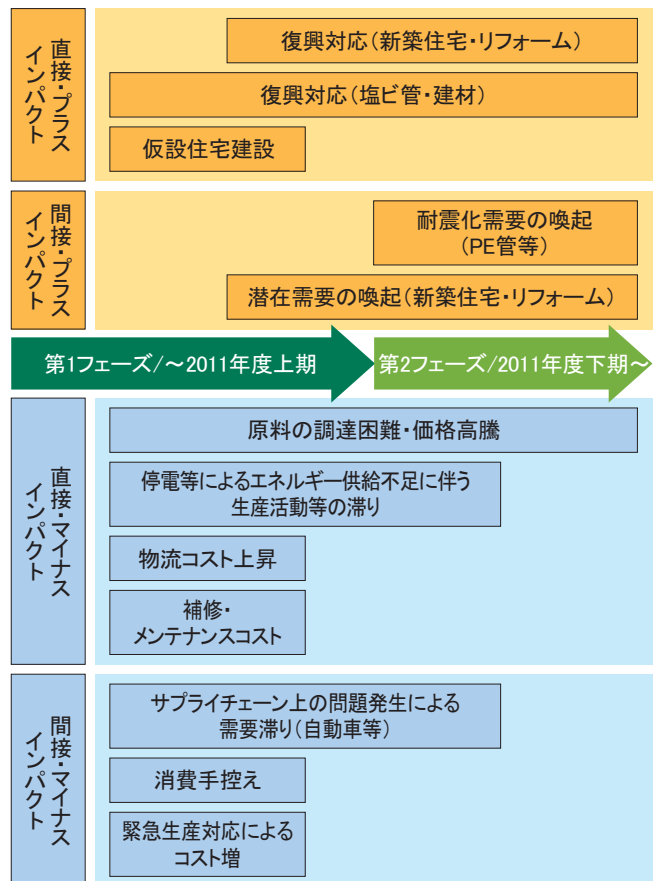 直接・プラス
インパクト
復興対応（新築住宅・リフォーム）
復興対応（塩ビ管・建材）
仮設住宅建設
間接・プラス
インパクト
耐震化需要の喚起
（PE管等）
潜在需要の喚起（新築住宅・リフォーム）
第1フェーズ/～2011年度上期
第2フェーズ/2011年度下期～
直接・マイナス
インパクト
原料の調達困難・価格高騰
停電等によるエネルギー供給不足に伴う
生産活動等の滞り
物流コスト上昇
補修・
メンテナンスコスト
間接・マイナス
インパクト
サプライチェーン上の問題発生による
需要滞り（自動車等）
消費手控え
緊急生産対応による
コスト増